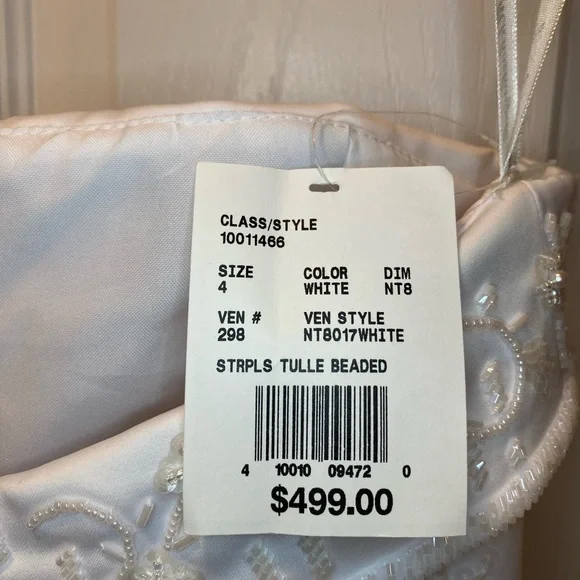 CLASS/STYLE
10011466
SIZE COLOR DIM
4 WHITE NT8
VEN # VEN STYLE
298 NT8017WHITE
STRPLS TULLE BEADED
4 10010 09472 0
$499.00